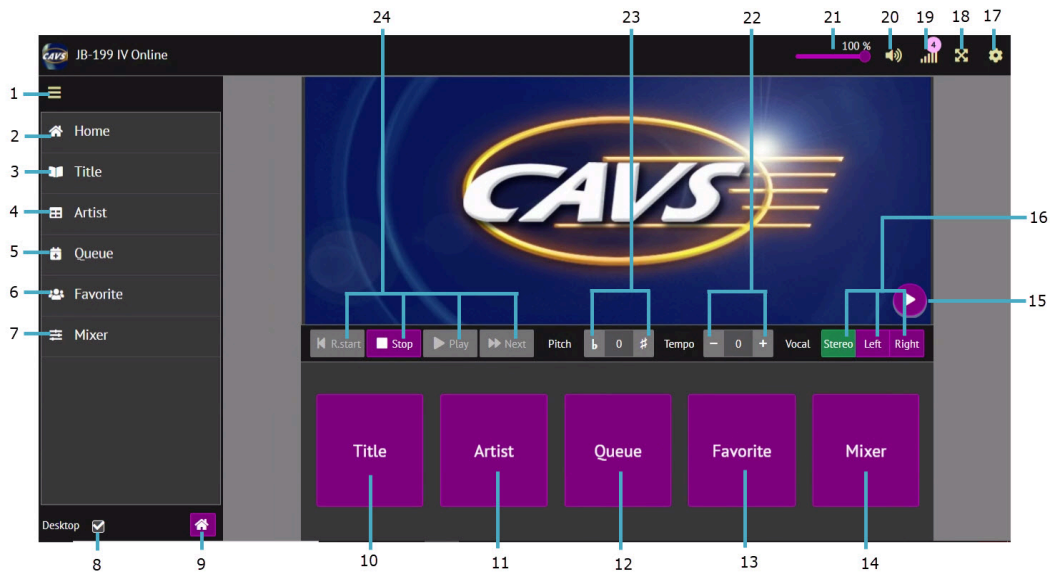 24 23 22 21 20 19 18 17
CAVS JB-199 IV Online 100 % 4
1
2 Home
3 Title
4 Artist
5 Queue
6 Favorite
7 Mixer
CAVS
16
15
R.start Stop Play Next Pitch ♭ 0 ♯ Tempo − 0 + Vocal Stereo Left Right
Title Artist Queue Favorite Mixer
Desktop
8 9 10 11 12 13 14